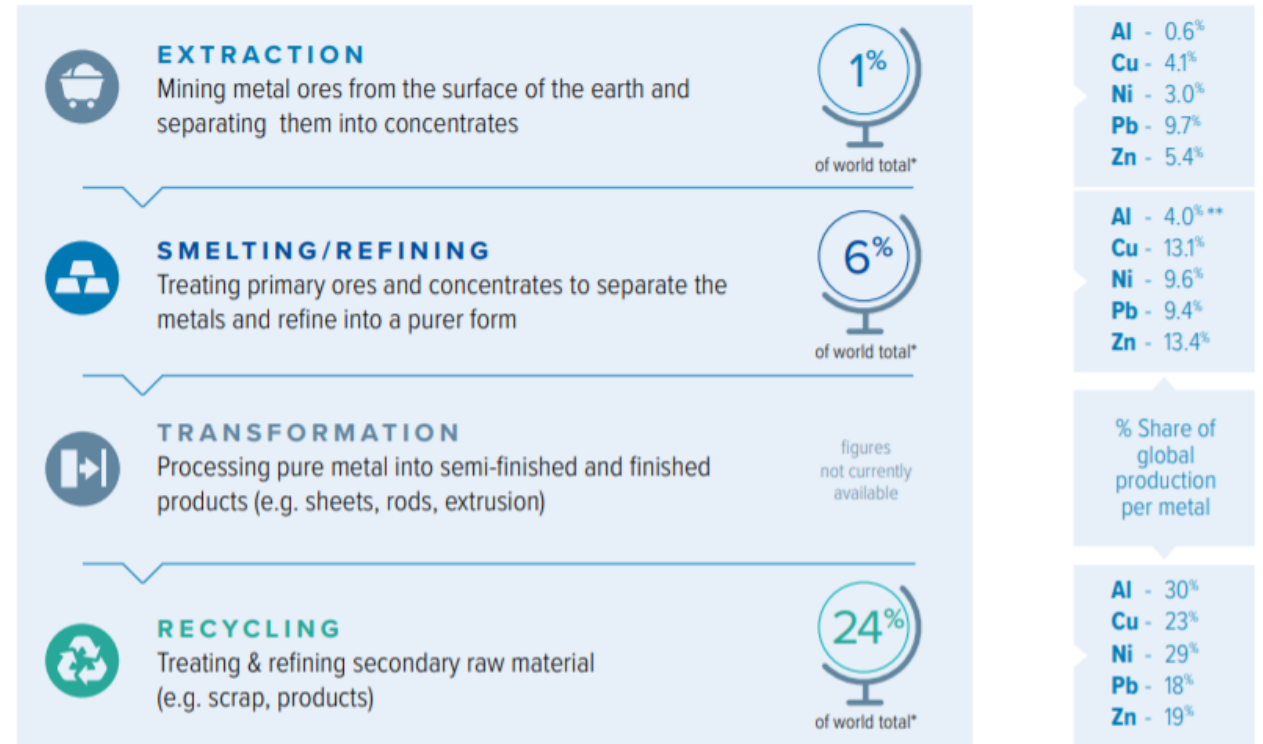 EXTRACTION
Mining metal ores from the surface of the earth and
separating them into concentrates
1%
of world total*
Al - 0.6%
Cu - 4.1%
Ni - 3.0%
Pb - 9.7%
Zn - 5.4%
SMELTING/REFINING
Treating primary ores and concentrates to separate the
metals and refine into a purer form
6%
of world total*
Al - 4.0% **
Cu - 13.1%
Ni - 9.6%
Pb - 9.4%
Zn - 13.4%
TRANSFORMATION
Processing pure metal into semi-finished and finished
products (e.g. sheets, rods, extrusion)
figures
not currently
available
% Share of
global
production
per metal
RECYCLING
Treating & refining secondary raw material
(e.g. scrap, products)
24%
of world total*
Al - 30%
Cu - 23%
Ni - 29%
Pb - 18%
Zn - 19%